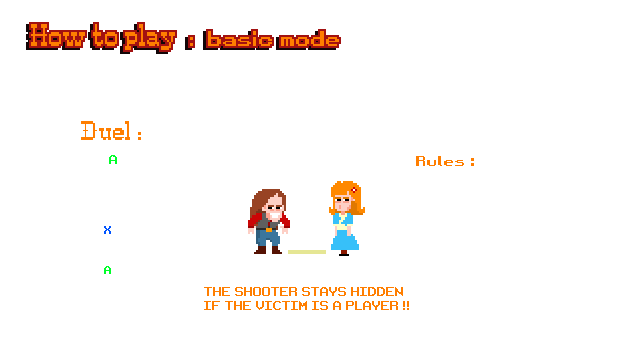 How to play : basic mode
Duel :
A
Rules :
X
A
THE SHOOTER STAYS HIDDEN
IF THE VICTIM IS A PLAYER !!